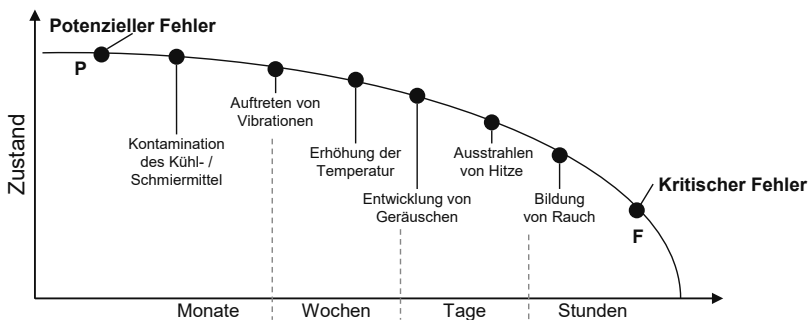 Potenzieller Fehler
P
Zustand
Kontamination
des Kühl- /
Schmiermittel
Auftreten von
Vibrationen
Erhöhung der
Temperatur
Entwicklung von
Geräuschen
Ausstrahlen
von Hitze
Bildung
von Rauch
Kritischer Fehler
F
Monate
Wochen
Tage
Stunden